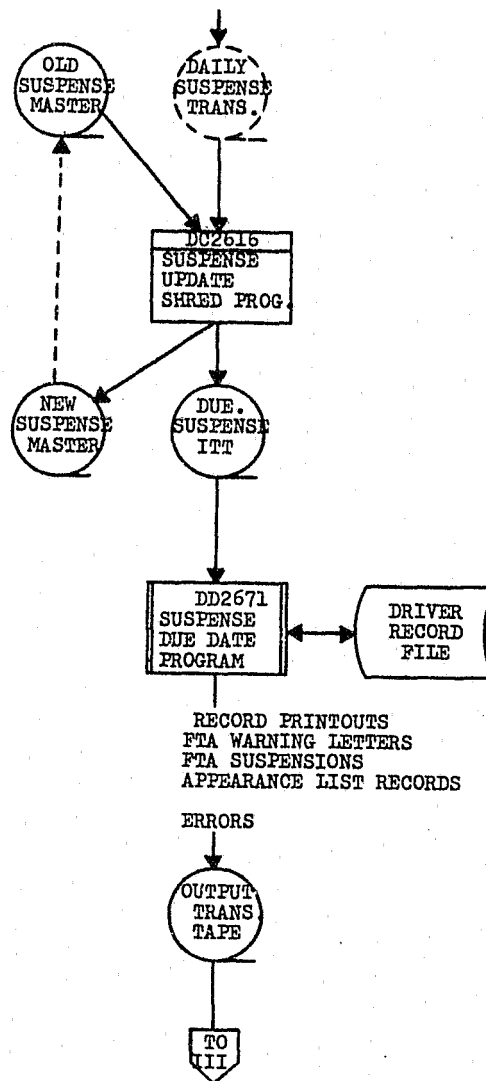 OLD
SUSPENSE
MASTER
DAILY
SUSPENSE
TRANS.
DC2616
SUSPENSE
UPDATE
SHRED PROG.
NEW
SUSPENSE
MASTER
DUE.
SUSPENSE
ITT
DD2671
SUSPENSE
DUE DATE
PROGRAM
DRIVER
RECORD
FILE
RECORD PRINTOUTS
FTA WARNING LETTERS
FTA SUSPENSIONS
APPEARANCE LIST RECORDS
ERRORS
OUTPUT
TRANS
TAPE
TO
III